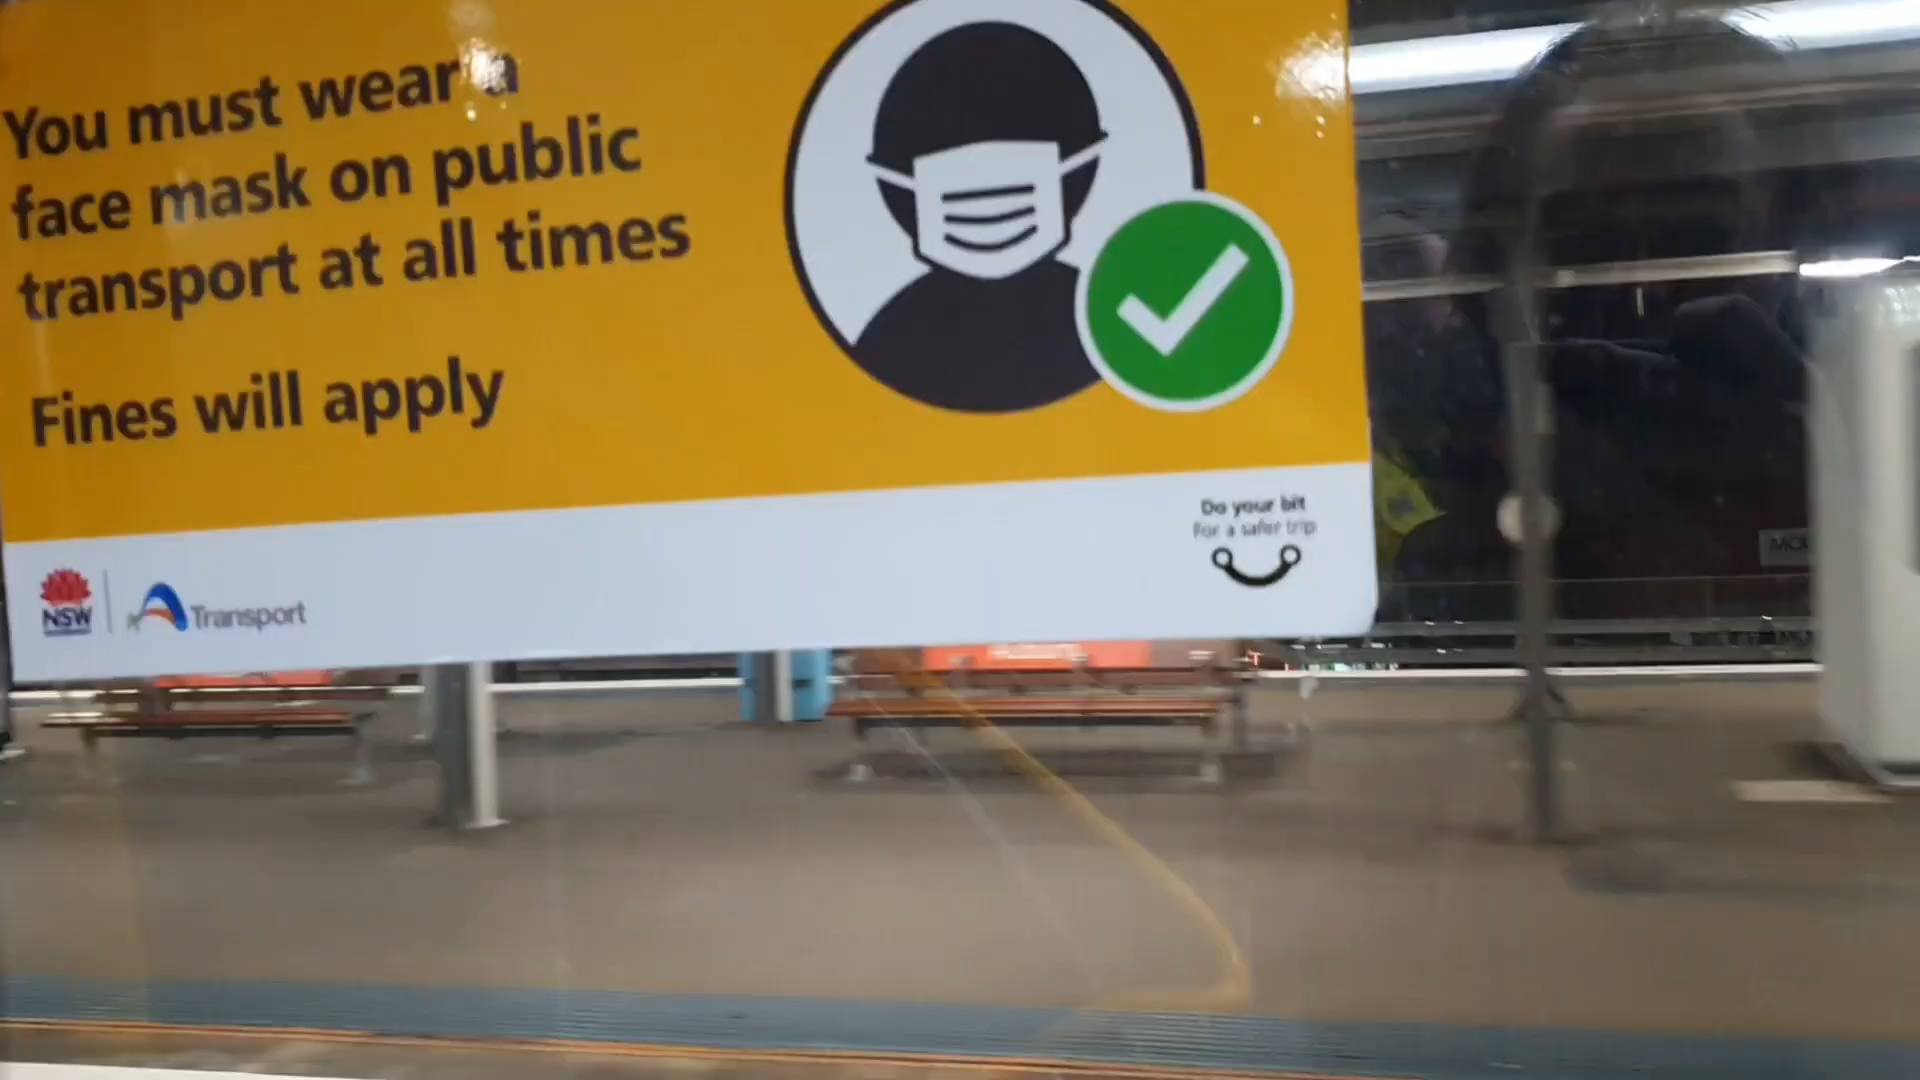 You must wear a
face mask on public
transport at all times
Fines will apply
Do your bit
For a safer trip
NSW
Transport